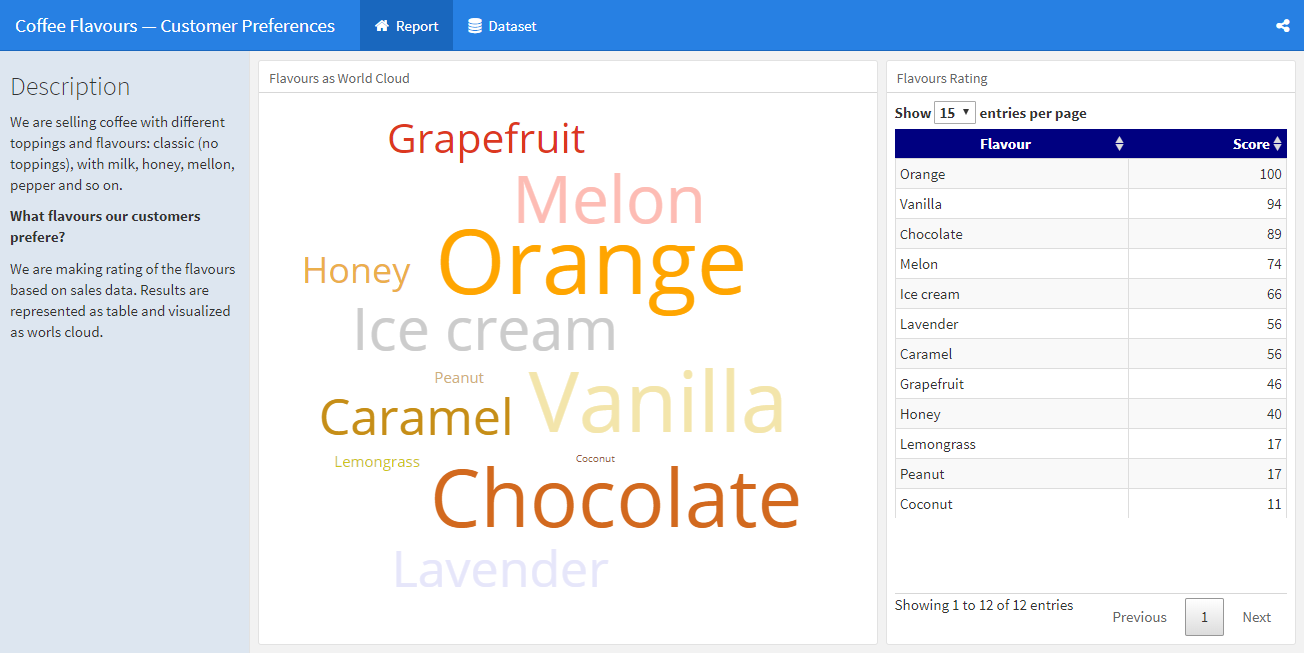 Coffee Flavours — Customer Preferences
Report
Dataset
Description
We are selling coffee with different
toppings and flavours: classic (no
toppings), with milk, honey, mellon,
pepper and so on.
What flavours our customers
prefere?
We are making rating of the flavours
based on sales data. Results are
represented as table and visualized
as worls cloud.
Flavours as World Cloud
Grapefruit
Melon
Orange
Honey
Ice cream
Peanut
Vanilla
Caramel
Lemongrass
Coconut
Chocolate
Lavender
Flavours Rating
Show 15 entries per page
Flavour Score
Orange 100
Vanilla 94
Chocolate 89
Melon 74
Ice cream 66
Lavender 56
Caramel 56
Grapefruit 46
Honey 40
Lemongrass 17
Peanut 17
Coconut 11
Showing 1 to 12 of 12 entries
Previous 1 Next